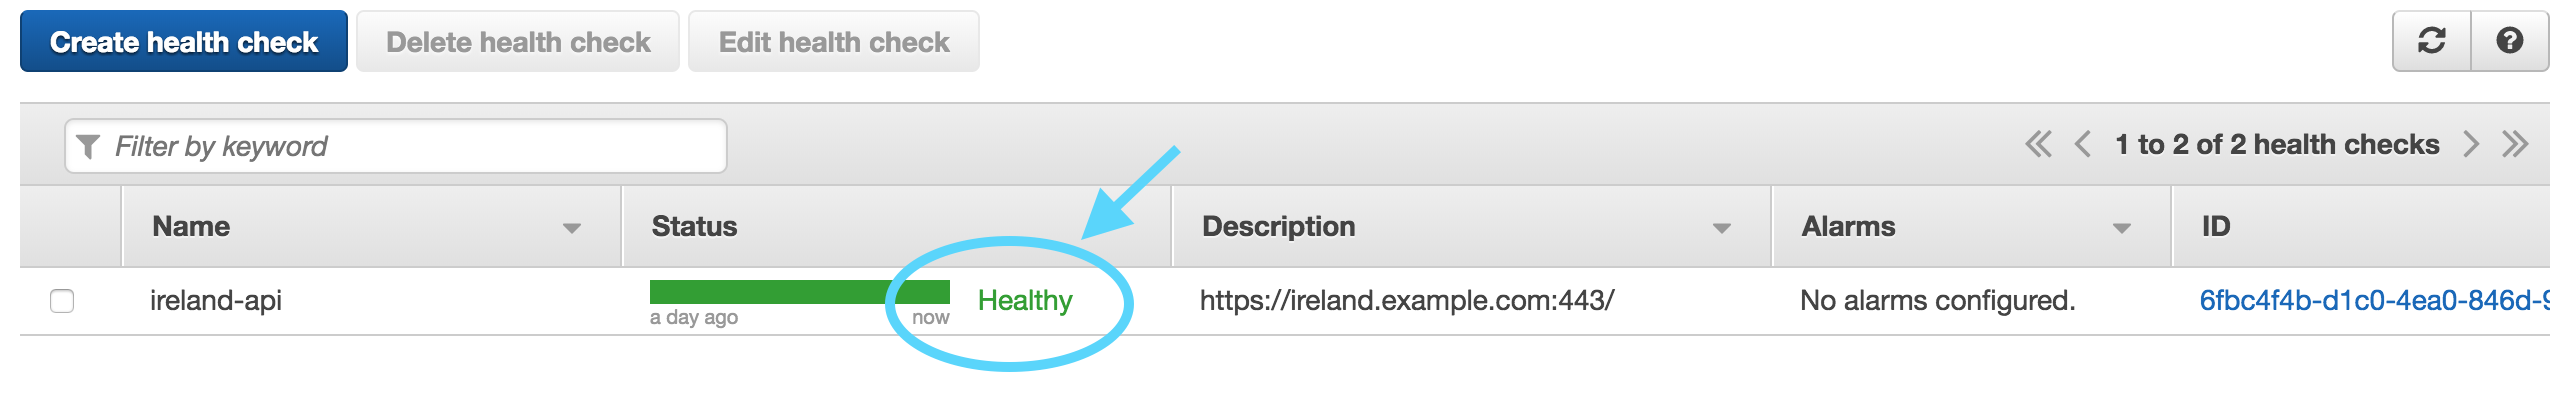 Create health check Delete health check Edit health check
Filter by keyword 1 to 2 of 2 health checks
Name Status Description Alarms ID
ireland-api Healthy https://ireland.example.com:443/ No alarms configured. 6fbc4f4b-d1c0-4ea0-846d-9
a day ago now